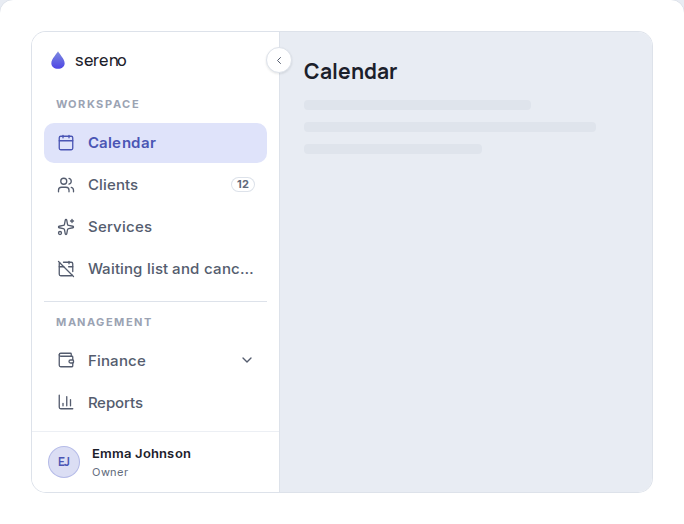 sereno
Calendar
WORKSPACE
Calendar
Clients 12
Services
Waiting list and canc...
MANAGEMENT
Finance
Reports
EJ
Emma Johnson
Owner